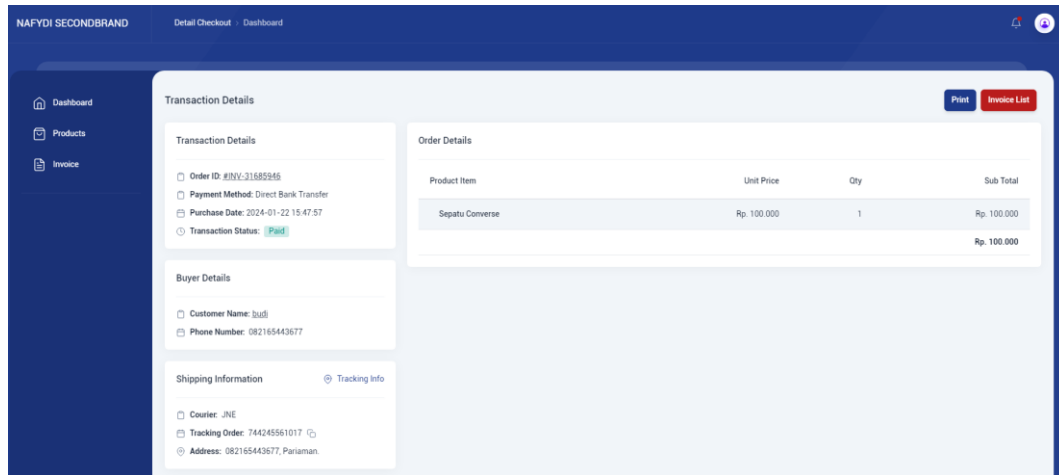 NAFYDI SECONDBRAND
Detail Checkout > Dashboard
Dashboard
Products
Invoice
Transaction Details
Print
Invoice List
Transaction Details
Order ID: #INV-31685946
Payment Method: Direct Bank Transfer
Purchase Date: 2024-01-22 15:47:57
Transaction Status: Paid
Buyer Details
Customer Name: budi
Phone Number: 082165443677
Shipping Information Tracking Info
Courier: JNE
Tracking Order: 744245561017
Address: 082165443677, Pariaman.
Order Details
Product Item Unit Price Qty Sub Total
Sepatu Converse Rp. 100.000 1 Rp. 100.000
Rp. 100.000